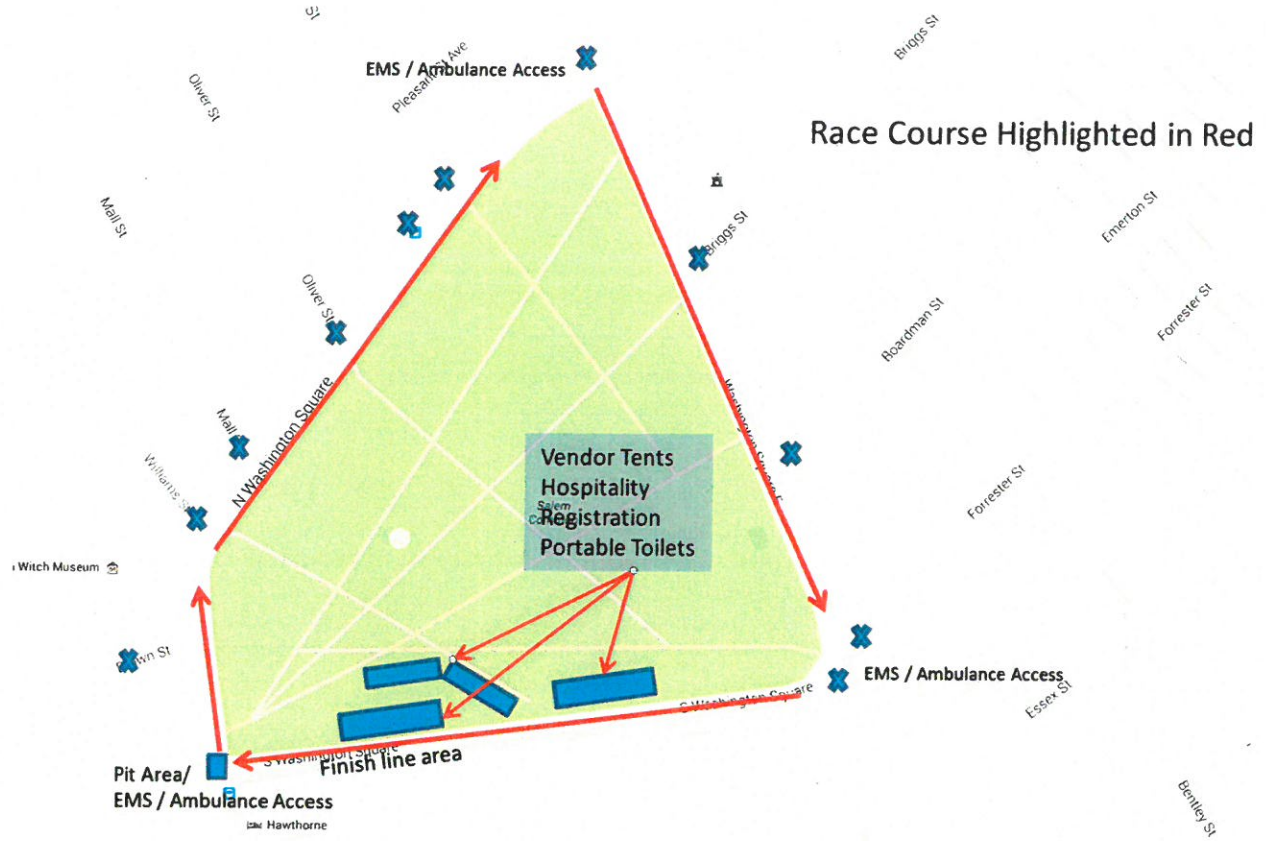 St
Briggs St
EMS / Ambulance Access
Oliver St
Race Course Highlighted in Red
Mall St
Briggs St
Emerton St
Oliver St
Forrester St
Boardman St
N Washington Square
Mall
Williams
Vendor Tents
Hospitality
Salem
Registration
Portable Toilets
Forrester St
Witch Museum
EMS / Ambulance Access
Essex St
S Washington Square
S Washington Square
Finish line area
Pit Area/
EMS / Ambulance Access
Hawthorne
Bentley St